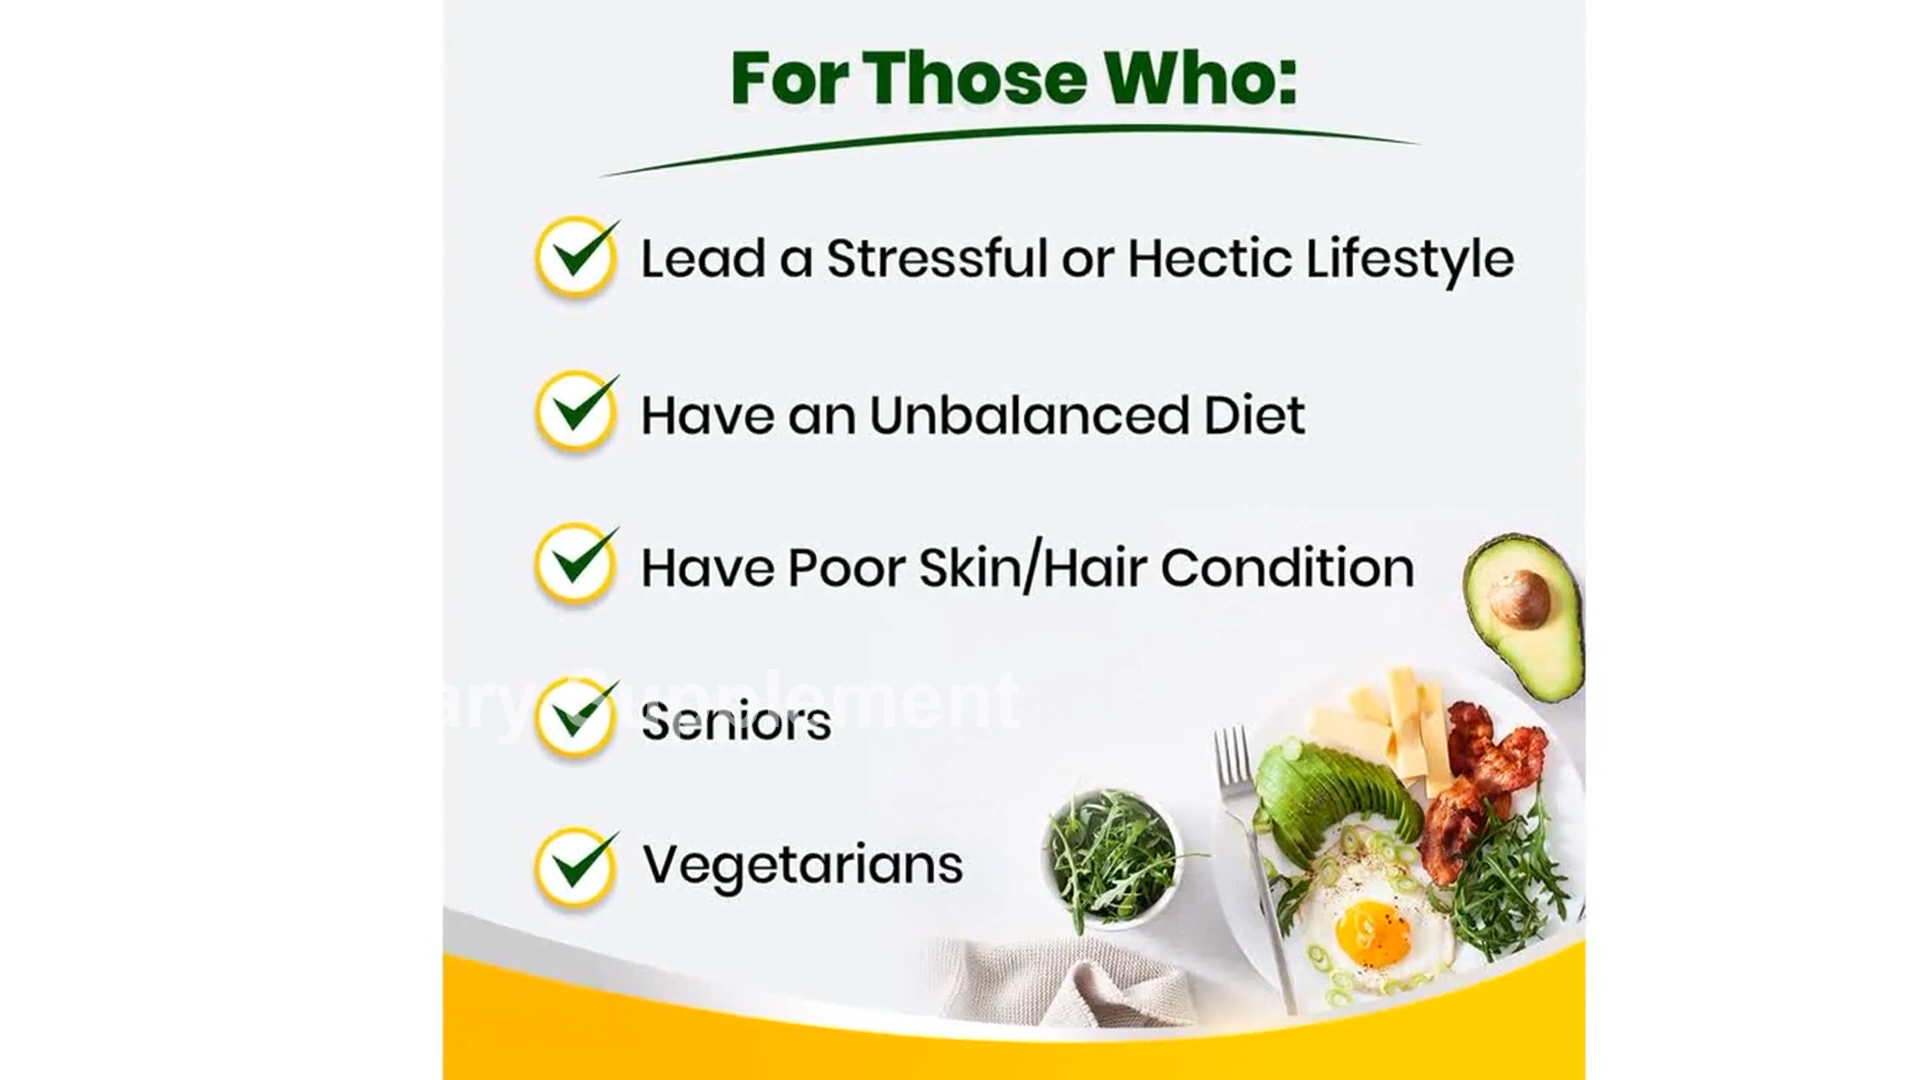 For Those Who:
Lead a Stressful or Hectic Lifestyle
Have an Unbalanced Diet
Have Poor Skin/Hair Condition
Supplement
Seniors
Vegetarians